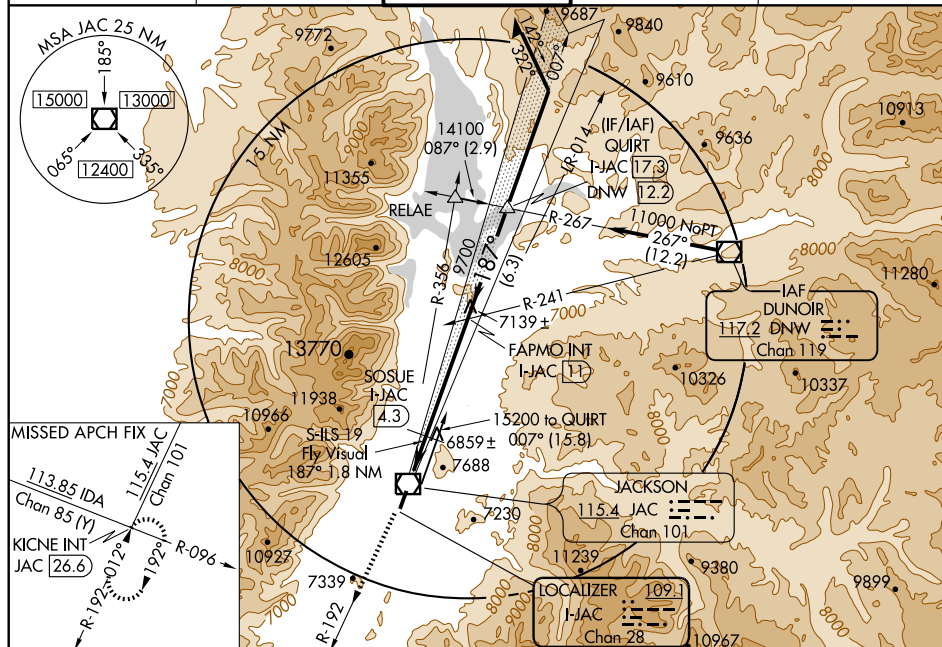 MSA JAC 25 NM
185°
15000
13000
065°
335°
12400
9772
9687
142°
322°
007°
9840
9610
10913
15 NM
14100
087° (2.9)
LR-014
(IF/IAF)
QUIRT
I-JAC 17.3
DNW 12.2
9636
11355
RELAE
R-267
11000 NoPT
267°
(12.2)
8000
8000
12605
R-356
9700
187°
(6.3)
R-241
7000
11280
7139 ±
IAF
DUNOIR
117.2 DNW
Chan 119
8000
7000
13770
FAPMO INT
I-JAC 11
SOSUE
I-JAC
4.3
10326
10337
11938
10966
S-ILS 19
Fly Visual
187° 1.8 NM
15200 to QUIRT
007° (15.8)
6859 ±
7688
MISSED APCH FIX
115.4 JAC
Chan 101
113.85 IDA
Chan 85 (Y)
KICNE INT
JAC 26.6
012°
192°
R-096
R-192
JACKSON
115.4 JAC
Chan 101
7230
10927
7339
11239
9380
9899
R-192
7000
8000
8000
LOCALIZER 109.1
I-JAC
Chan 28
10967